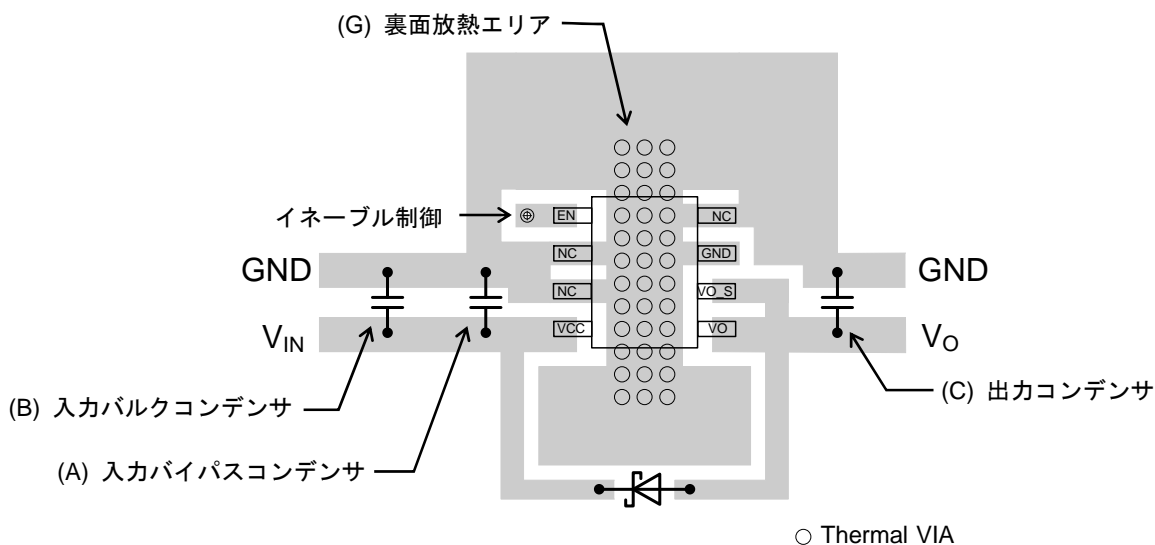 (G) 裏面放熱エリア
イネーブル制御
EN
NC
NC
GND
GND
GND
NC
VO_S
VIN
VCC
VO
VO
(B) 入力バルクコンデンサ
(C) 出力コンデンサ
(A) 入力バイパスコンデンサ
Thermal VIA